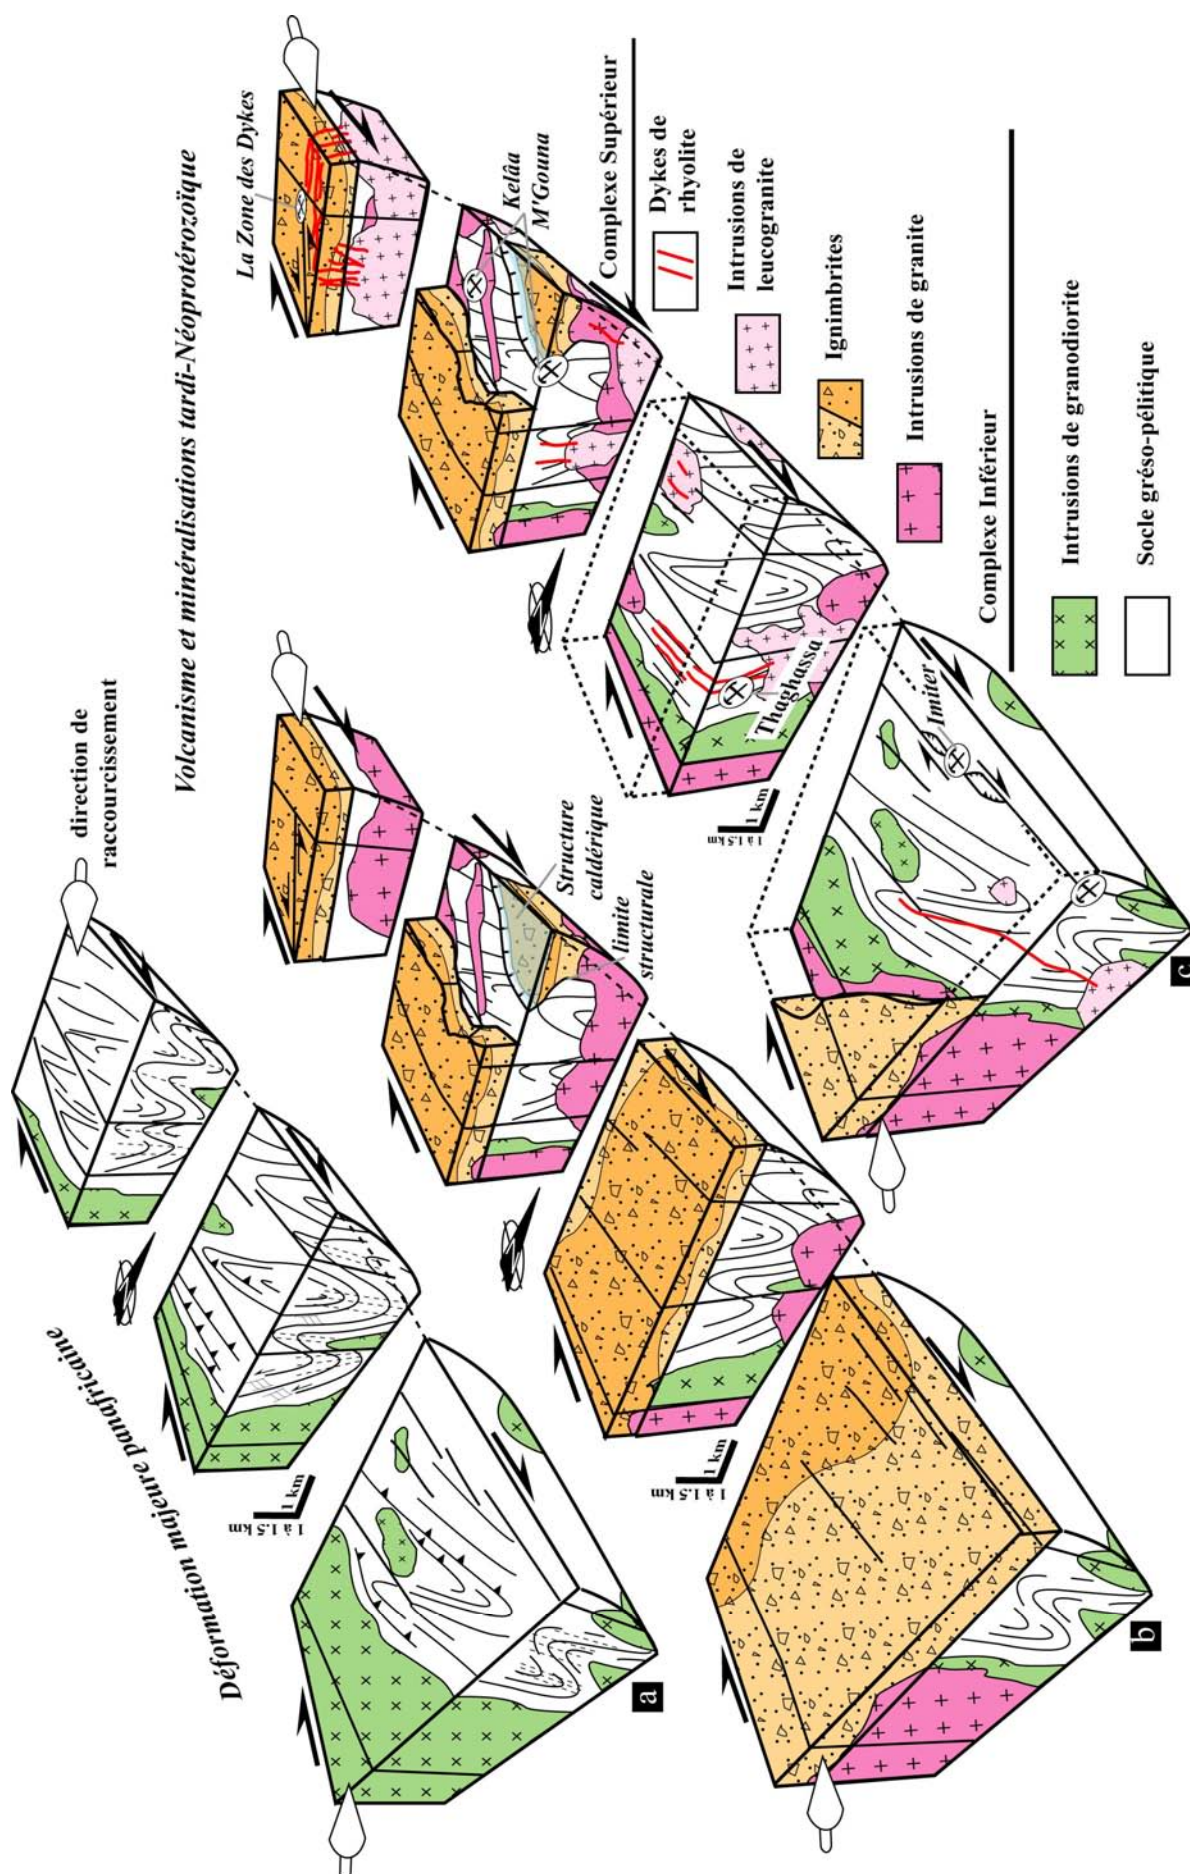 Déformation majeure panafricaine
direction de
raccourcissement
1 à 1.5 km
1 km
a
Volcanisme et minéralisations tardi-Néoprotérozoïque
Structure
caldérique
limite
structurale
1 à 1.5 km
1 km
b
La Zone des Dykes
Kelâa
M'Gouna
Thaghassa
Imiter
1 à 1.5 km
1 km
c
Complexe Supérieur
Dykes de
rhyolite
Intrusions de
leucogranite
Ignimbrites
Intrusions de granite
Complexe Inférieur
Intrusions de granodiorite
Socle gréso-pélitique